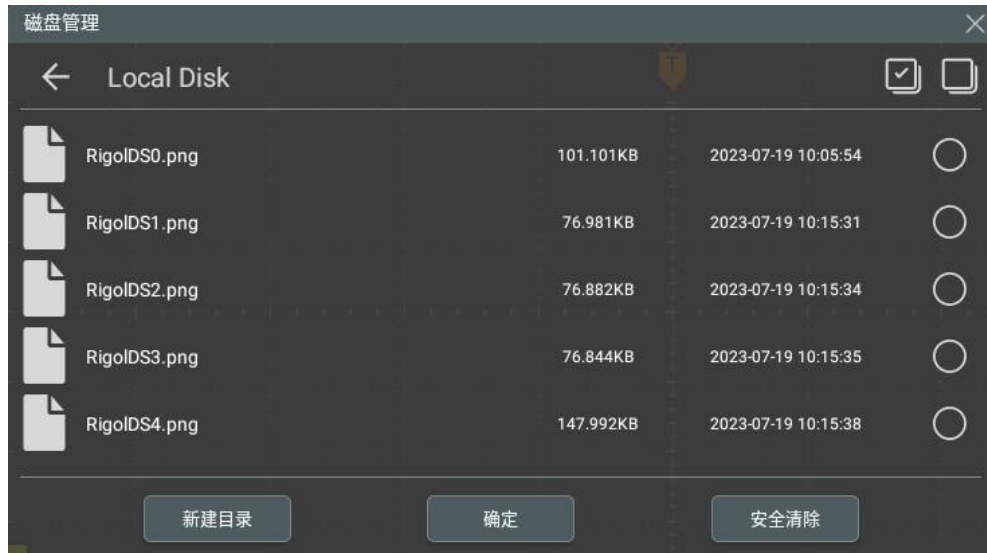 磁盘管理
Local Disk
T
RigolDS0.png 101.101KB 2023-07-19 10:05:54
RigolDS1.png 76.981KB 2023-07-19 10:15:31
RigolDS2.png 76.882KB 2023-07-19 10:15:34
RigolDS3.png 76.844KB 2023-07-19 10:15:35
RigolDS4.png 147.992KB 2023-07-19 10:15:38
新建目录 确定 安全清除